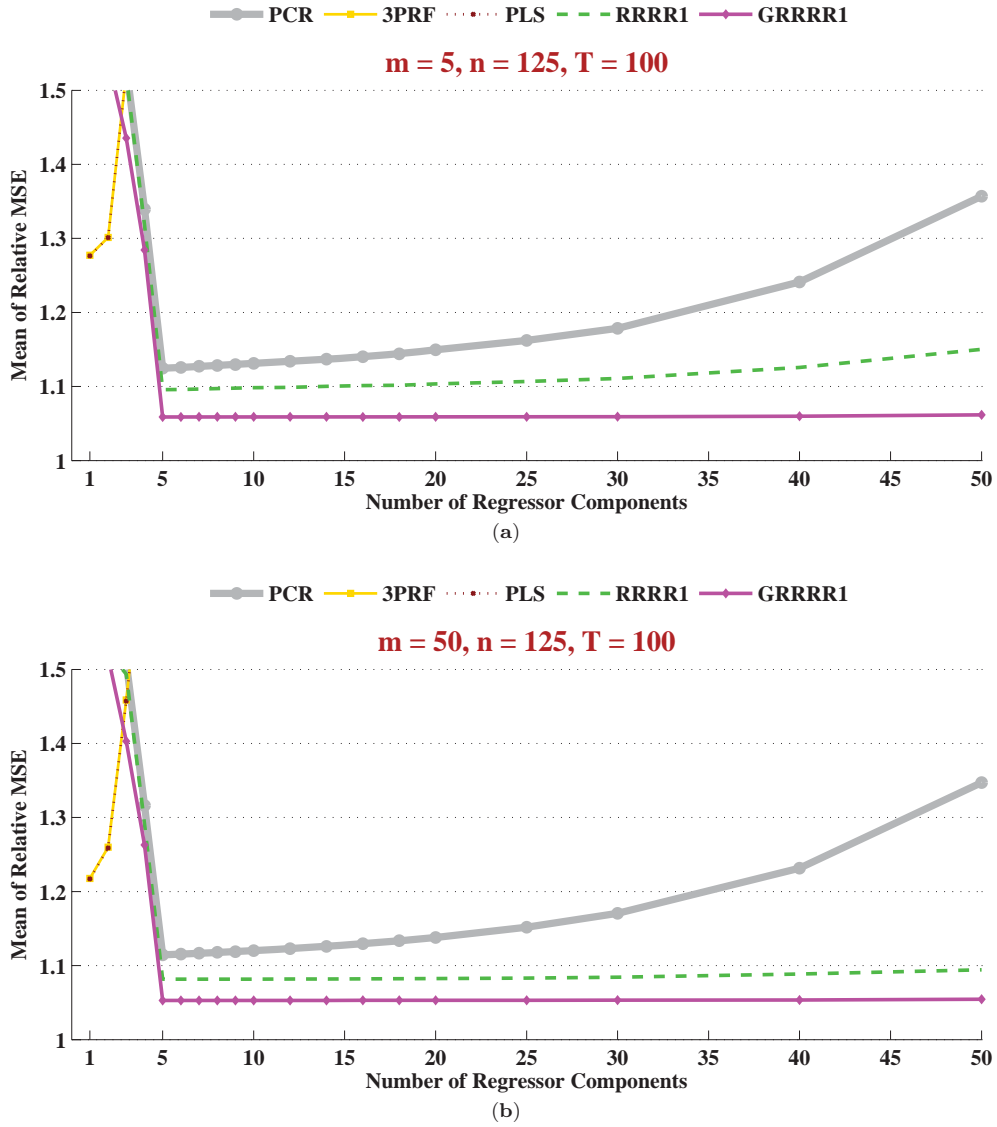 PCR 3PRF PLS RRRR1 GRRRR1
m = 5, n = 125, T = 100
Mean of Relative MSE
1.5
1.4
1.3
1.2
1.1
1
1 5 10 15 20 25 30 35 40 45 50
Number of Regressor Components
(a)
PCR 3PRF PLS RRRR1 GRRRR1
m = 50, n = 125, T = 100
Mean of Relative MSE
1.5
1.4
1.3
1.2
1.1
1
1 5 10 15 20 25 30 35 40 45 50
Number of Regressor Components
(b)